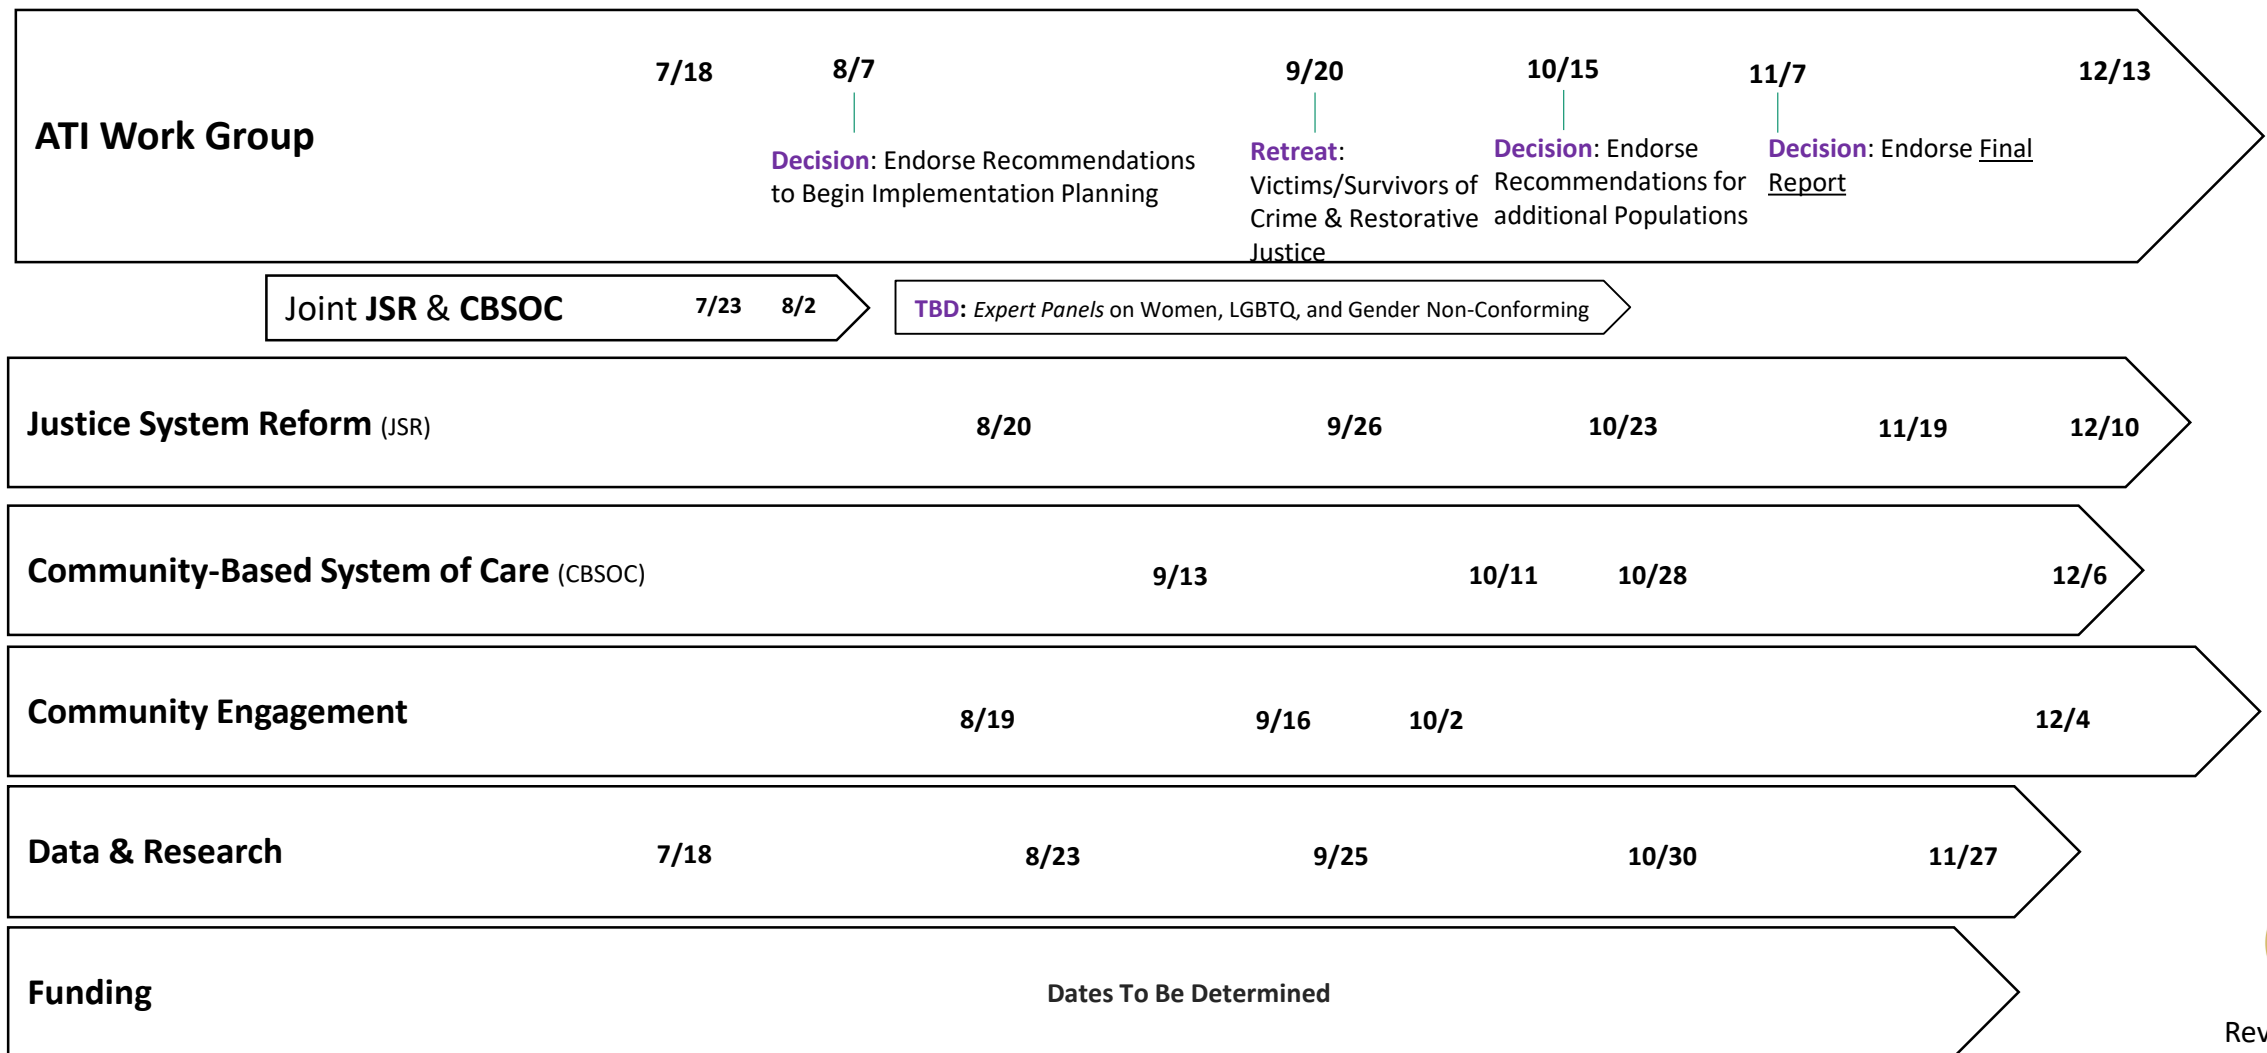 7/18 8/7 9/20 10/15 11/7 12/13
ATI Work Group
Decision: Endorse Recommendations
to Begin Implementation Planning
Retreat:
Victims/Survivors of
Crime & Restorative
Justice
Decision: Endorse
Recommendations for
additional Populations
Decision: Endorse Final
Report
Joint JSR & CBSOC 7/23 8/2
TBD: Expert Panels on Women, LGBTQ, and Gender Non-Conforming
Justice System Reform (JSR) 8/20 9/26 10/23 11/19 12/10
Community-Based System of Care (CBSOC) 9/13 10/11 10/28 12/6
Community Engagement 8/19 9/16 10/2 12/4
Data & Research 7/18 8/23 9/25 10/30 11/27
Funding Dates To Be Determined